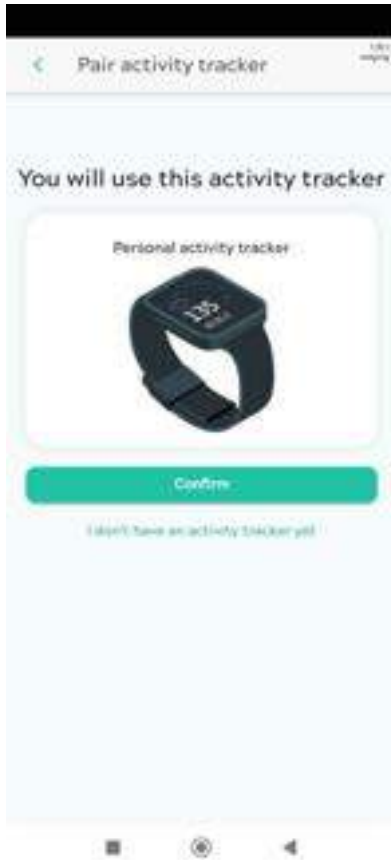 Pair activity tracker
You will use this activity tracker
Personal activity tracker
135
Confirm
I don't have an activity tracker yet